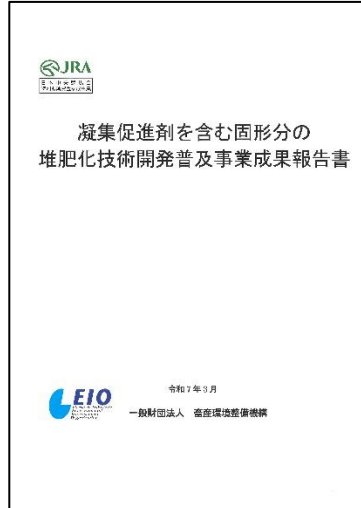 JRA
凝集促進剤を含む固形分の
堆肥化技術開発普及事業成果報告書
令和7年3月
LEIO
一般財団法人 畜産環境整備機構